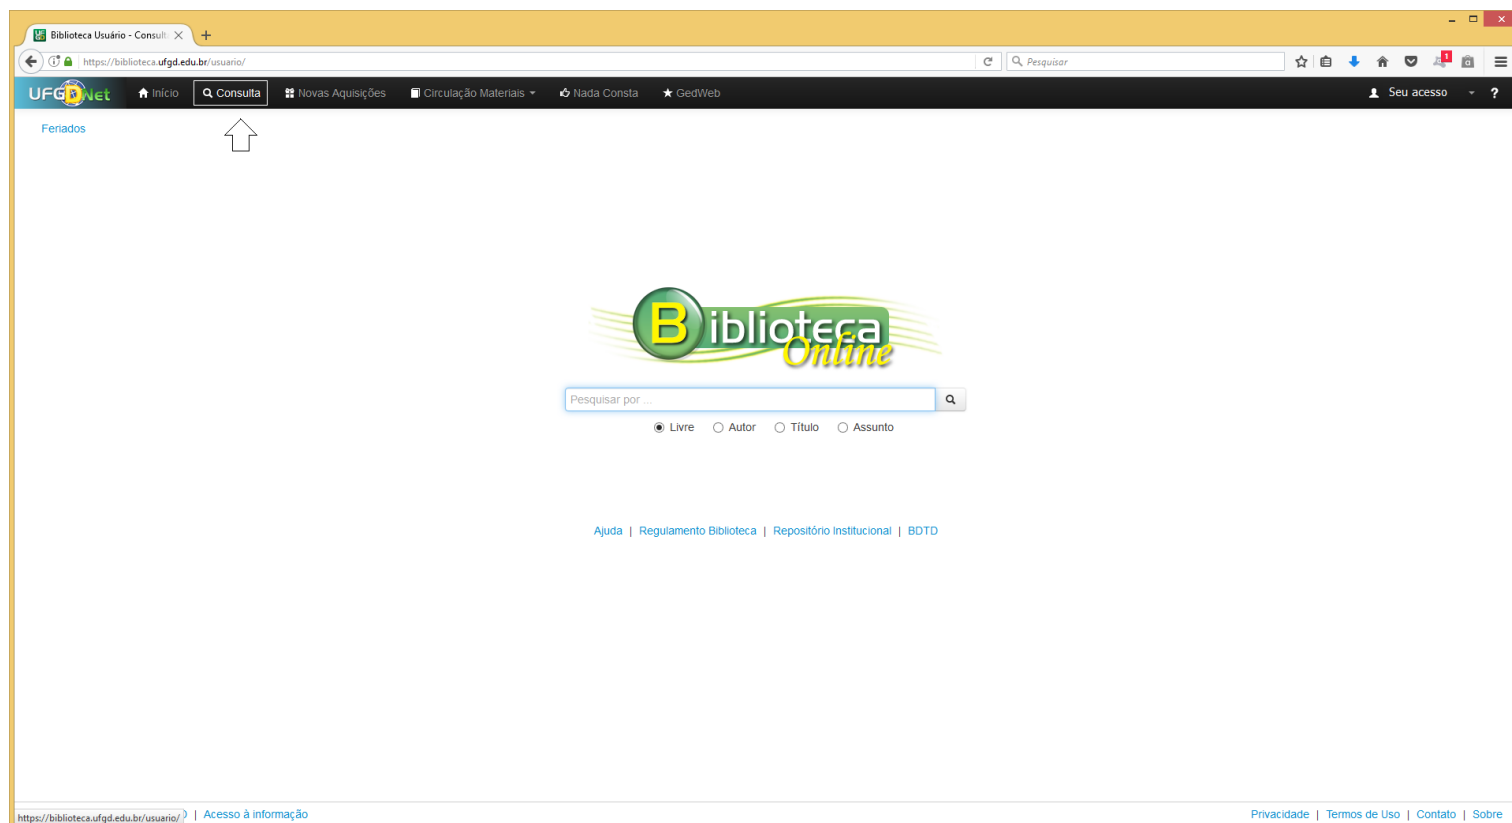 Biblioteca Usuário - Consult
https://biblioteca.ufgd.edu.br/usuario/
Pesquisar
1
UFGDNet Início Consulta Novas Aquisições Circulação Materiais Nada Consta GedWeb Seu acesso ?
Feriados
Biblioteca
Online
Pesquisar por ...
Livre Autor Título Assunto
Ajuda | Regulamento Biblioteca | Repositório Institucional | BDTD
https://biblioteca.ufgd.edu.br/usuario/ | Acesso à informação
Privacidade | Termos de Uso | Contato | Sobre